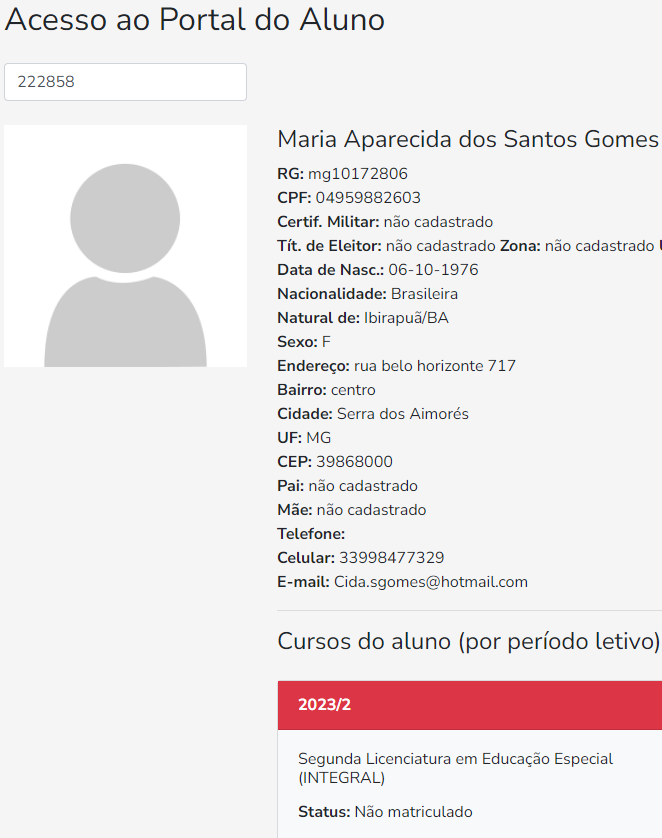 Acesso ao Portal do Aluno
222858
Maria Aparecida dos Santos Gomes
RG: mg10172806
CPF: 04959882603
Certif. Militar: não cadastrado
Tít. de Eleitor: não cadastrado Zona: não cadastrado
Data de Nasc.: 06-10-1976
Nacionalidade: Brasileira
Natural de: Ibirapuã/BA
Sexo: F
Endereço: rua belo horizonte 717
Bairro: centro
Cidade: Serra dos Aimorés
UF: MG
CEP: 39868000
Pai: não cadastrado
Mãe: não cadastrado
Telefone:
Celular: 33998477329
E-mail: Cida.sgomes@hotmail.com
Cursos do aluno (por período letivo)
2023/2
Segunda Licenciatura em Educação Especial
(INTEGRAL)
Status: Não matriculado